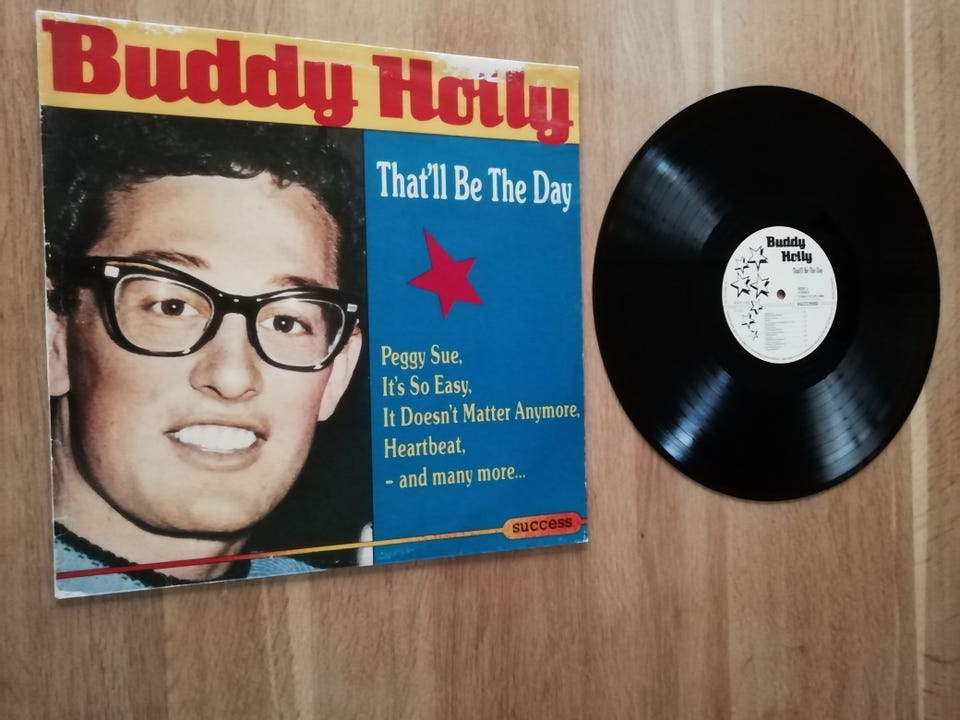 Buddy Holly
That'll Be The Day
Peggy Sue,
It's So Easy,
It Doesn't Matter Anymore,
Heartbeat,
- and many more...
success
Buddy
Holly
That'll Be The Day